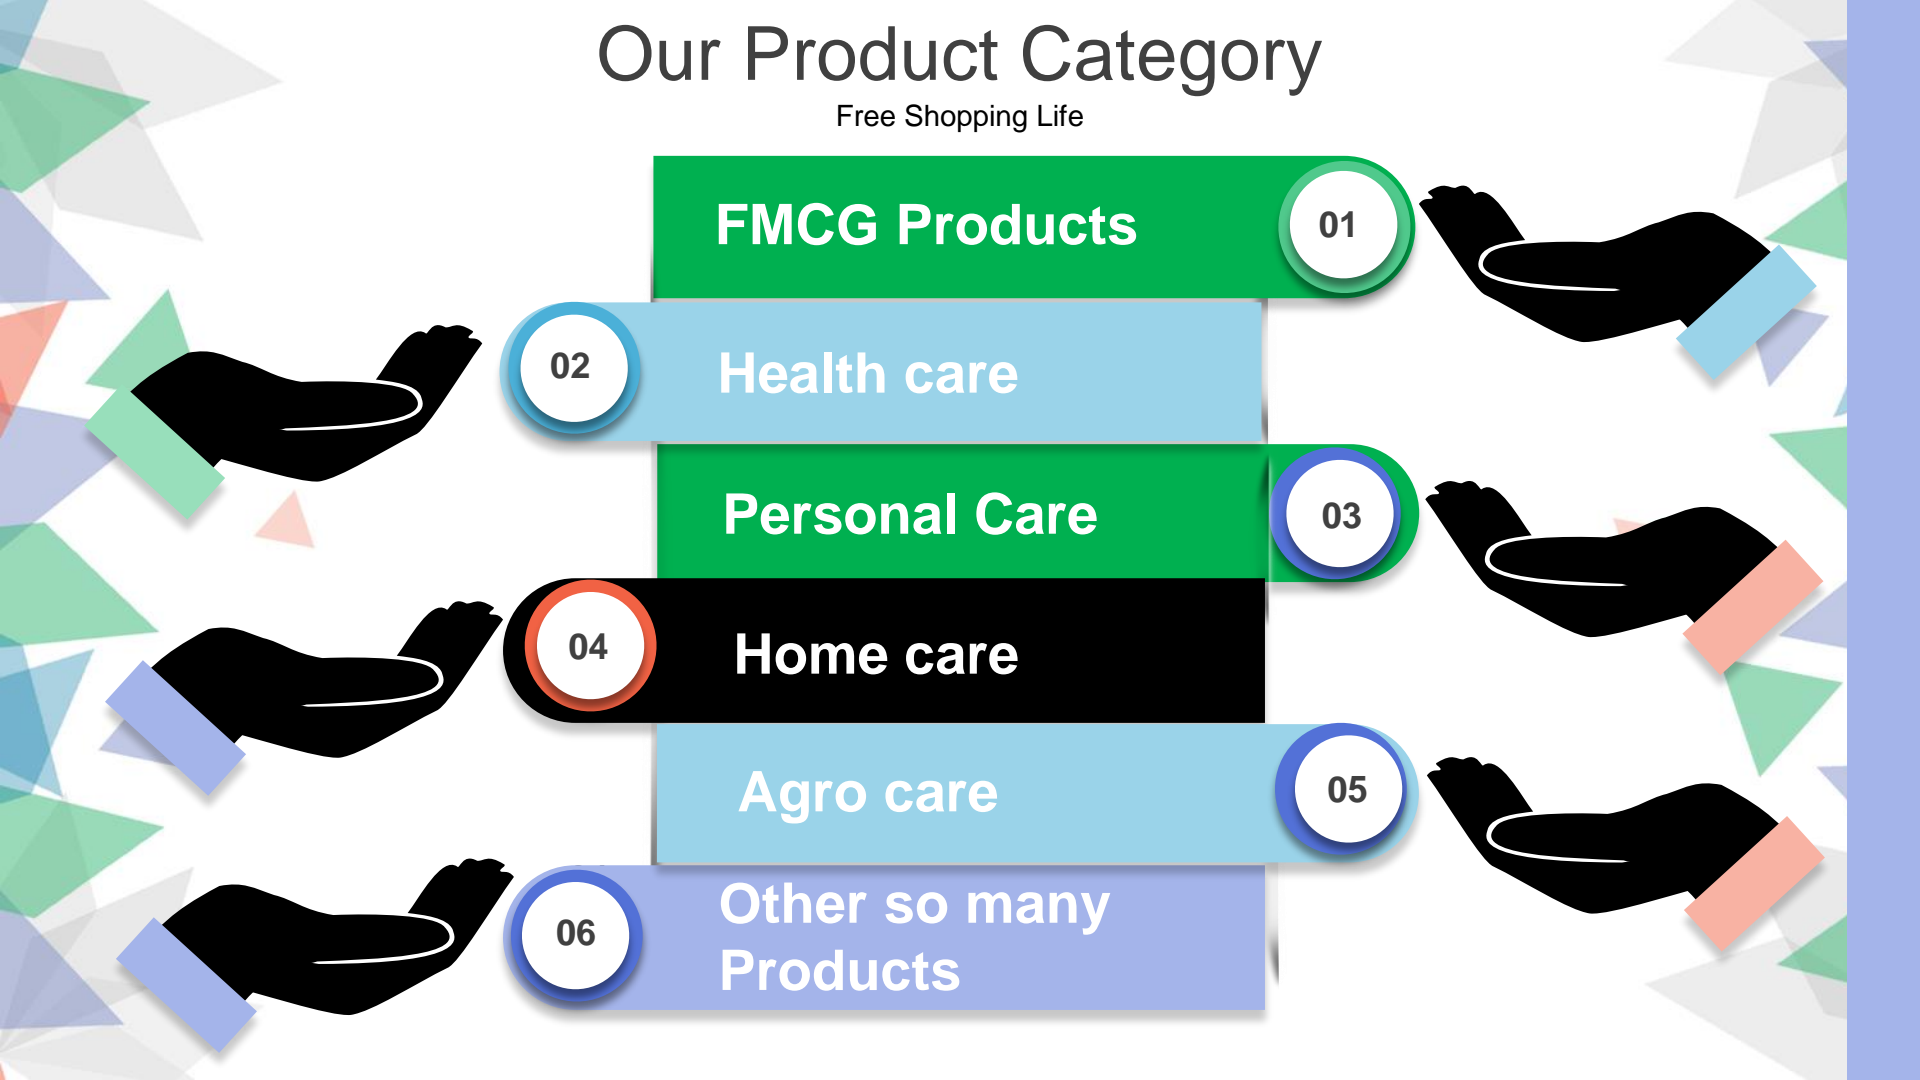 Our Product Category
Free Shopping Life
FMCG Products
01
02
Health care
Personal Care
03
04
Home care
Agro care
05
06
Other so many
Products